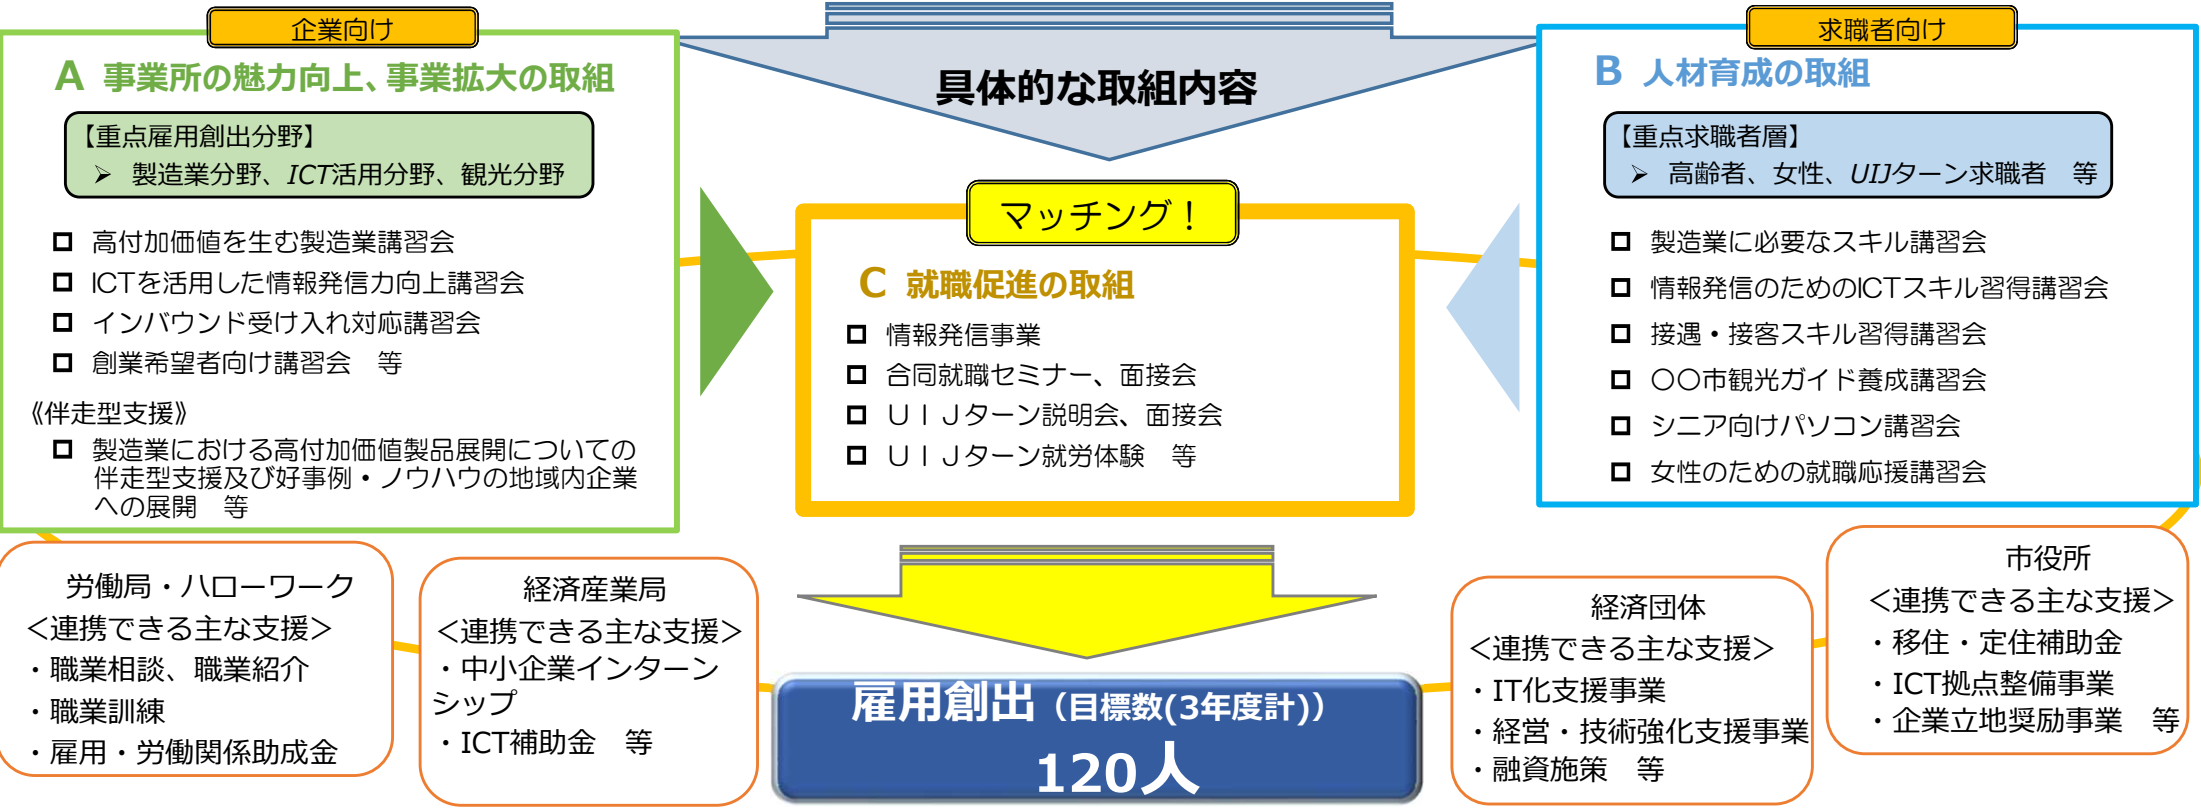 企業向け
A 事業所の魅力向上、事業拡大の取組
【重点雇用創出分野】
➢ 製造業分野、ICT活用分野、観光分野
□ 高付加価値を生む製造業講習会
□ ICTを活用した情報発信力向上講習会
□ インバウンド受け入れ対応講習会
□ 創業希望者向け講習会　等
《伴走型支援》
□ 製造業における高付加価値製品展開についての
伴走型支援及び好事例・ノウハウの地域内企業
への展開　等
具体的な取組内容
マッチング！
C 就職促進の取組
□ 情報発信事業
□ 合同就職セミナー、面接会
□ ＵＩＪターン説明会、面接会
□ ＵＩＪターン就労体験　等
求職者向け
B 人材育成の取組
【重点求職者層】
➢ 高齢者、女性、UIJターン求職者　等
□ 製造業に必要なスキル講習会
□ 情報発信のためのICTスキル習得講習会
□ 接遇・接客スキル習得講習会
□ 〇〇市観光ガイド養成講習会
□ シニア向けパソコン講習会
□ 女性のための就職応援講習会
労働局・ハローワーク
＜連携できる主な支援＞
・職業相談、職業紹介
・職業訓練
・雇用・労働関係助成金
経済産業局
＜連携できる主な支援＞
・中小企業インターン
シップ
・ICT補助金　等
雇用創出（目標数(3年度計)）
120人
経済団体
＜連携できる主な支援＞
・IT化支援事業
・経営・技術強化支援事業
・融資施策　等
市役所
＜連携できる主な支援＞
・移住・定住補助金
・ICT拠点整備事業
・企業立地奨励事業　等